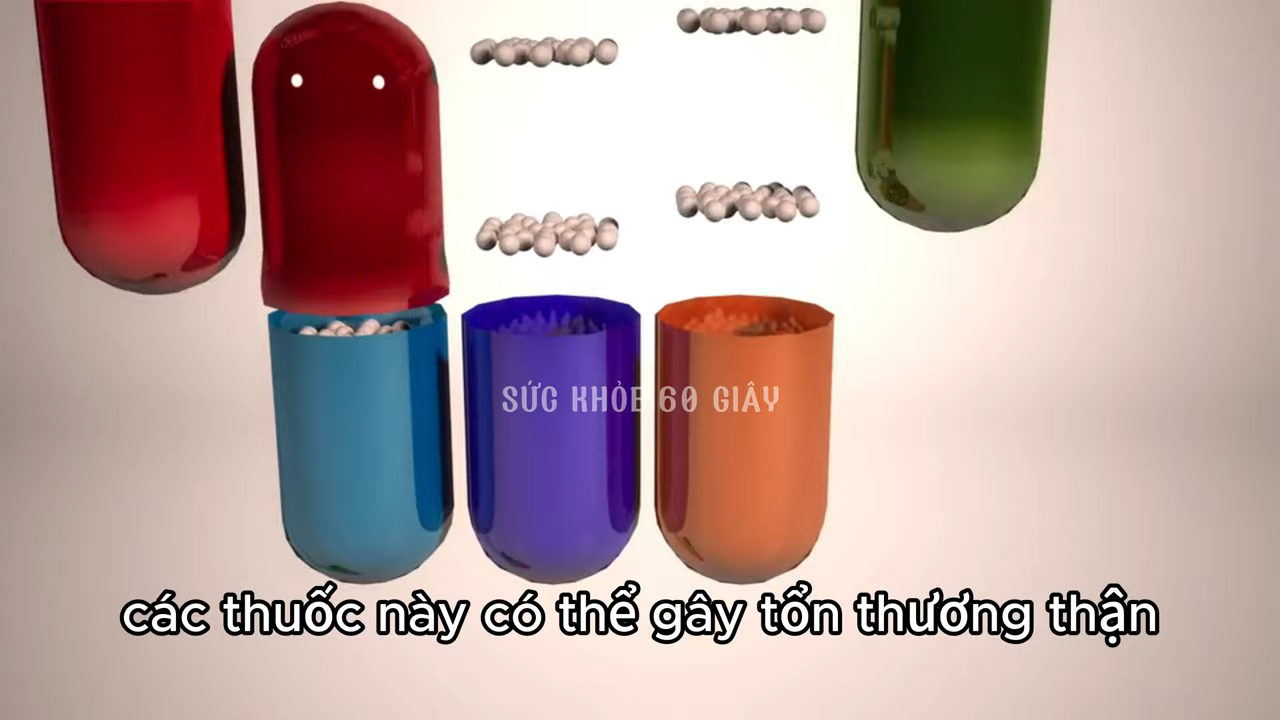 SỨC KHỎE 60 GIÂY
các thuốc này có thể gây tổn thương thận